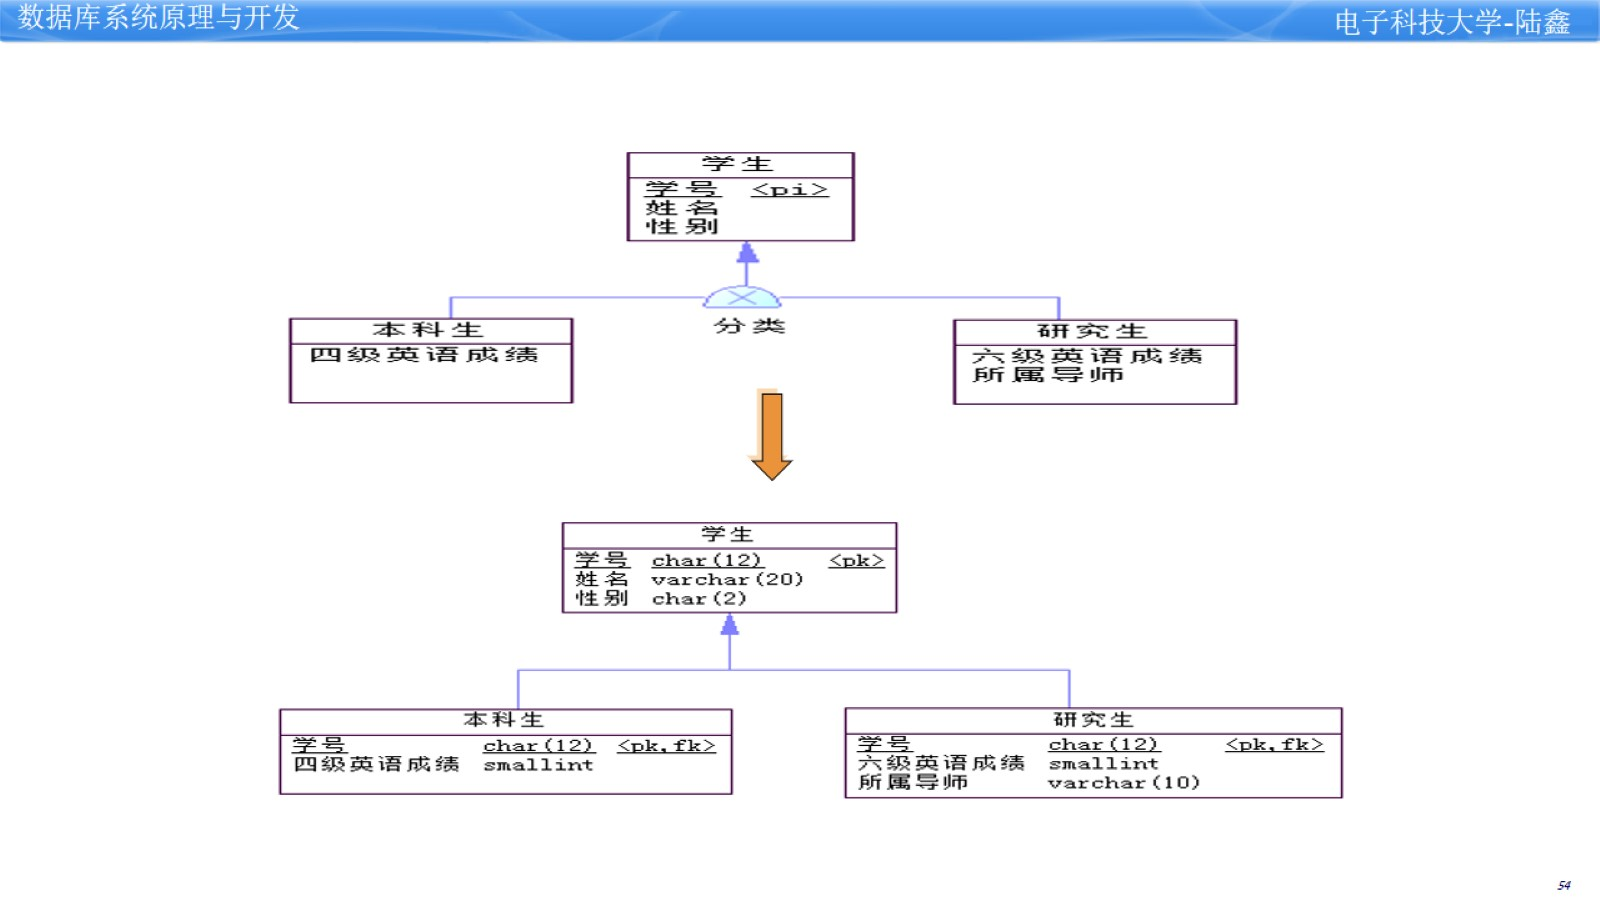 数据库系统原理与开发
电子科技大学-陆鑫
学生
学号 <pi>
姓名
性别
分类
本科生
四级英语成绩
研究生
六级英语成绩
所属导师
学生
学号 char(12) <pk>
姓名 varchar(20)
性别 char(2)
本科生
学号 char(12) <pk,fk>
四级英语成绩 smallint
研究生
学号 char(12) <pk,fk>
六级英语成绩 smallint
所属导师 varchar(10)
54